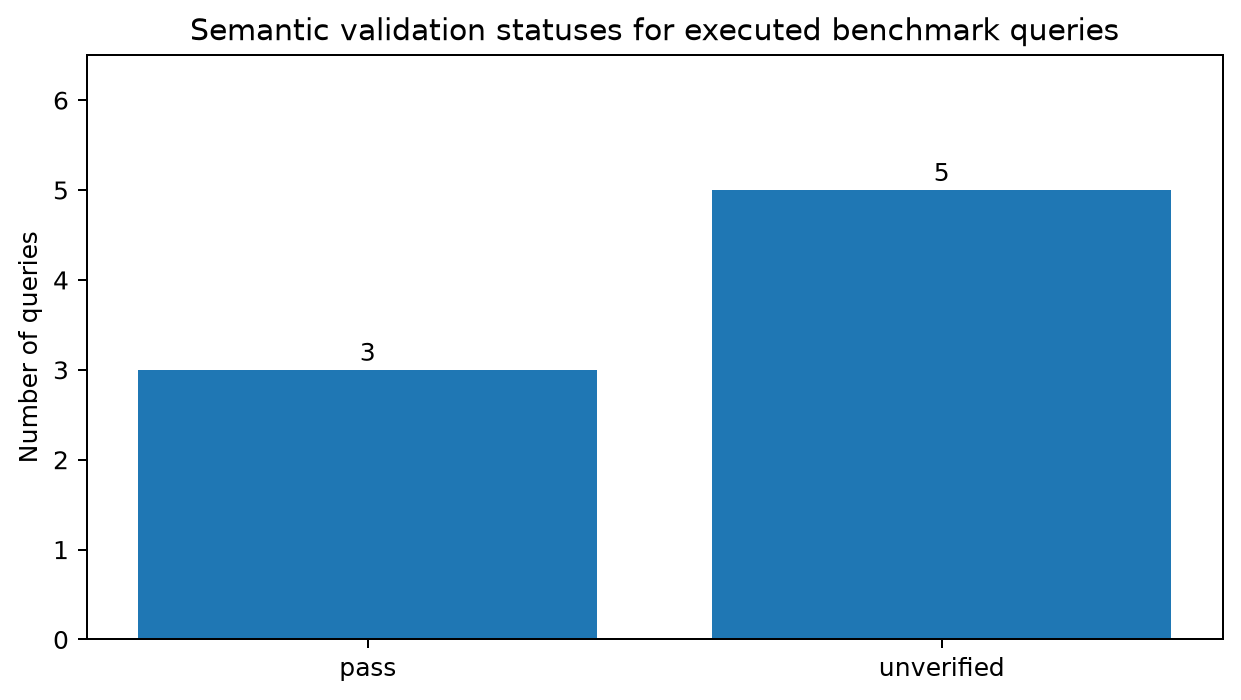 Semantic validation statuses for executed benchmark queries
Number of queries
6
5
4
3
2
1
0
3
5
pass
unverified